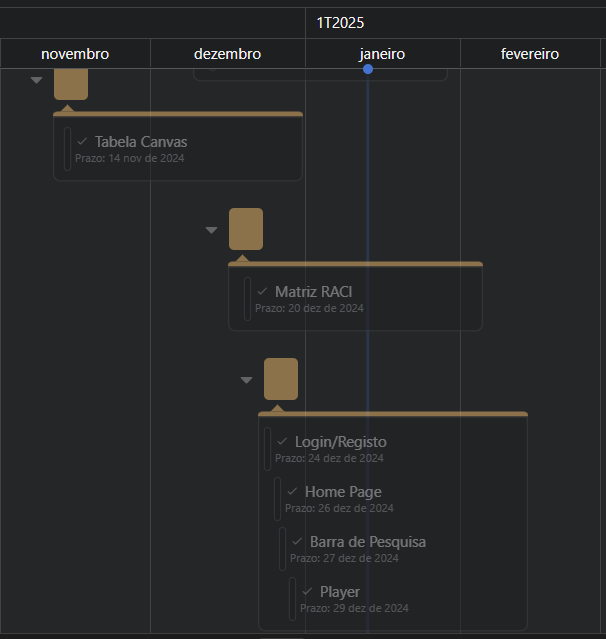 1T2025
novembro
dezembro
janeiro
fevereiro
Tabela Canvas
Prazo: 14 nov de 2024
Matriz RACI
Prazo: 20 dez de 2024
Login/Registo
Prazo: 24 dez de 2024
Home Page
Prazo: 26 dez de 2024
Barra de Pesquisa
Prazo: 27 dez de 2024
Player
Prazo: 29 dez de 2024